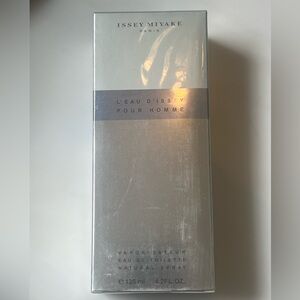 ISSEY MIYAKE
PARIS
L'EAU D'ISSEY
POUR HOMME
VAPORISATEUR
EAU DE TOILETTE
NATURAL SPRAY
125 ml 4.2 FL. OZ.